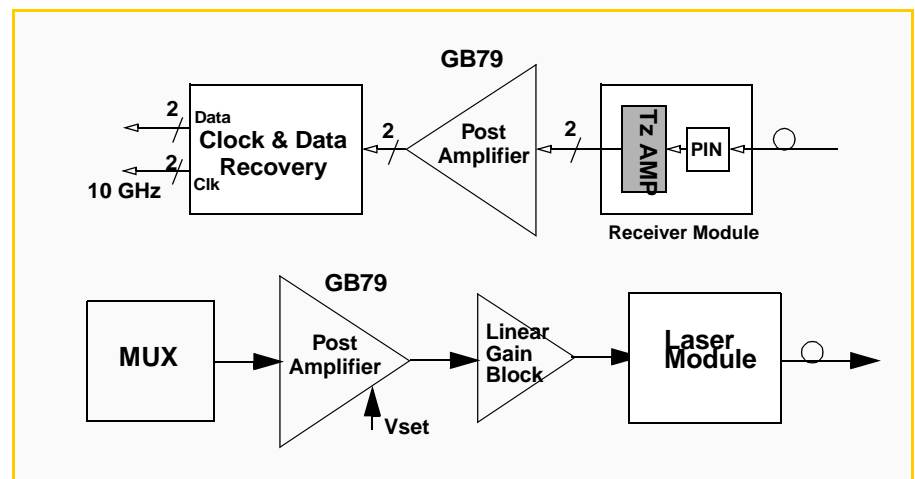 GB79
2
Data
Clock & Data
Recovery
2
Clk
10 GHz
2
Post
Amplifier
2
Tz AMP
PIN
Receiver Module
GB79
MUX
Post
Amplifier
Vset
Linear
Gain
Block
Laser
Module